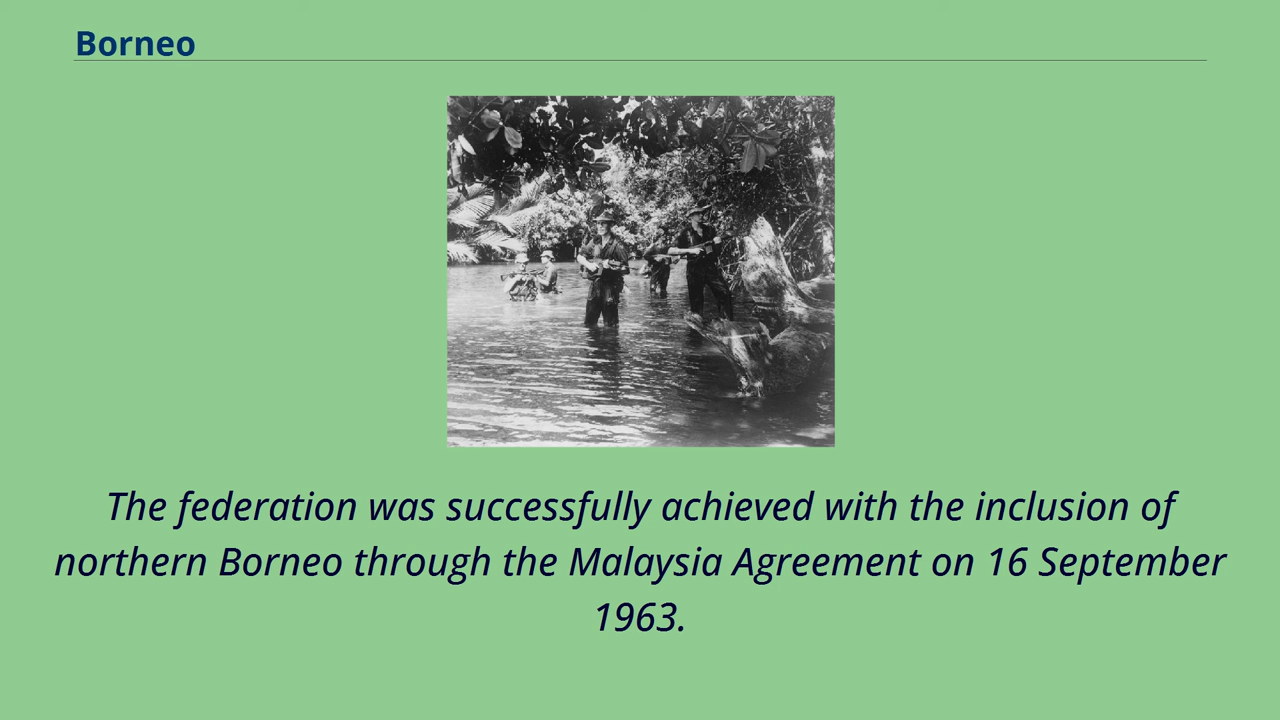 Borneo
The federation was successfully achieved with the inclusion of
northern Borneo through the Malaysia Agreement on 16 September
1963.